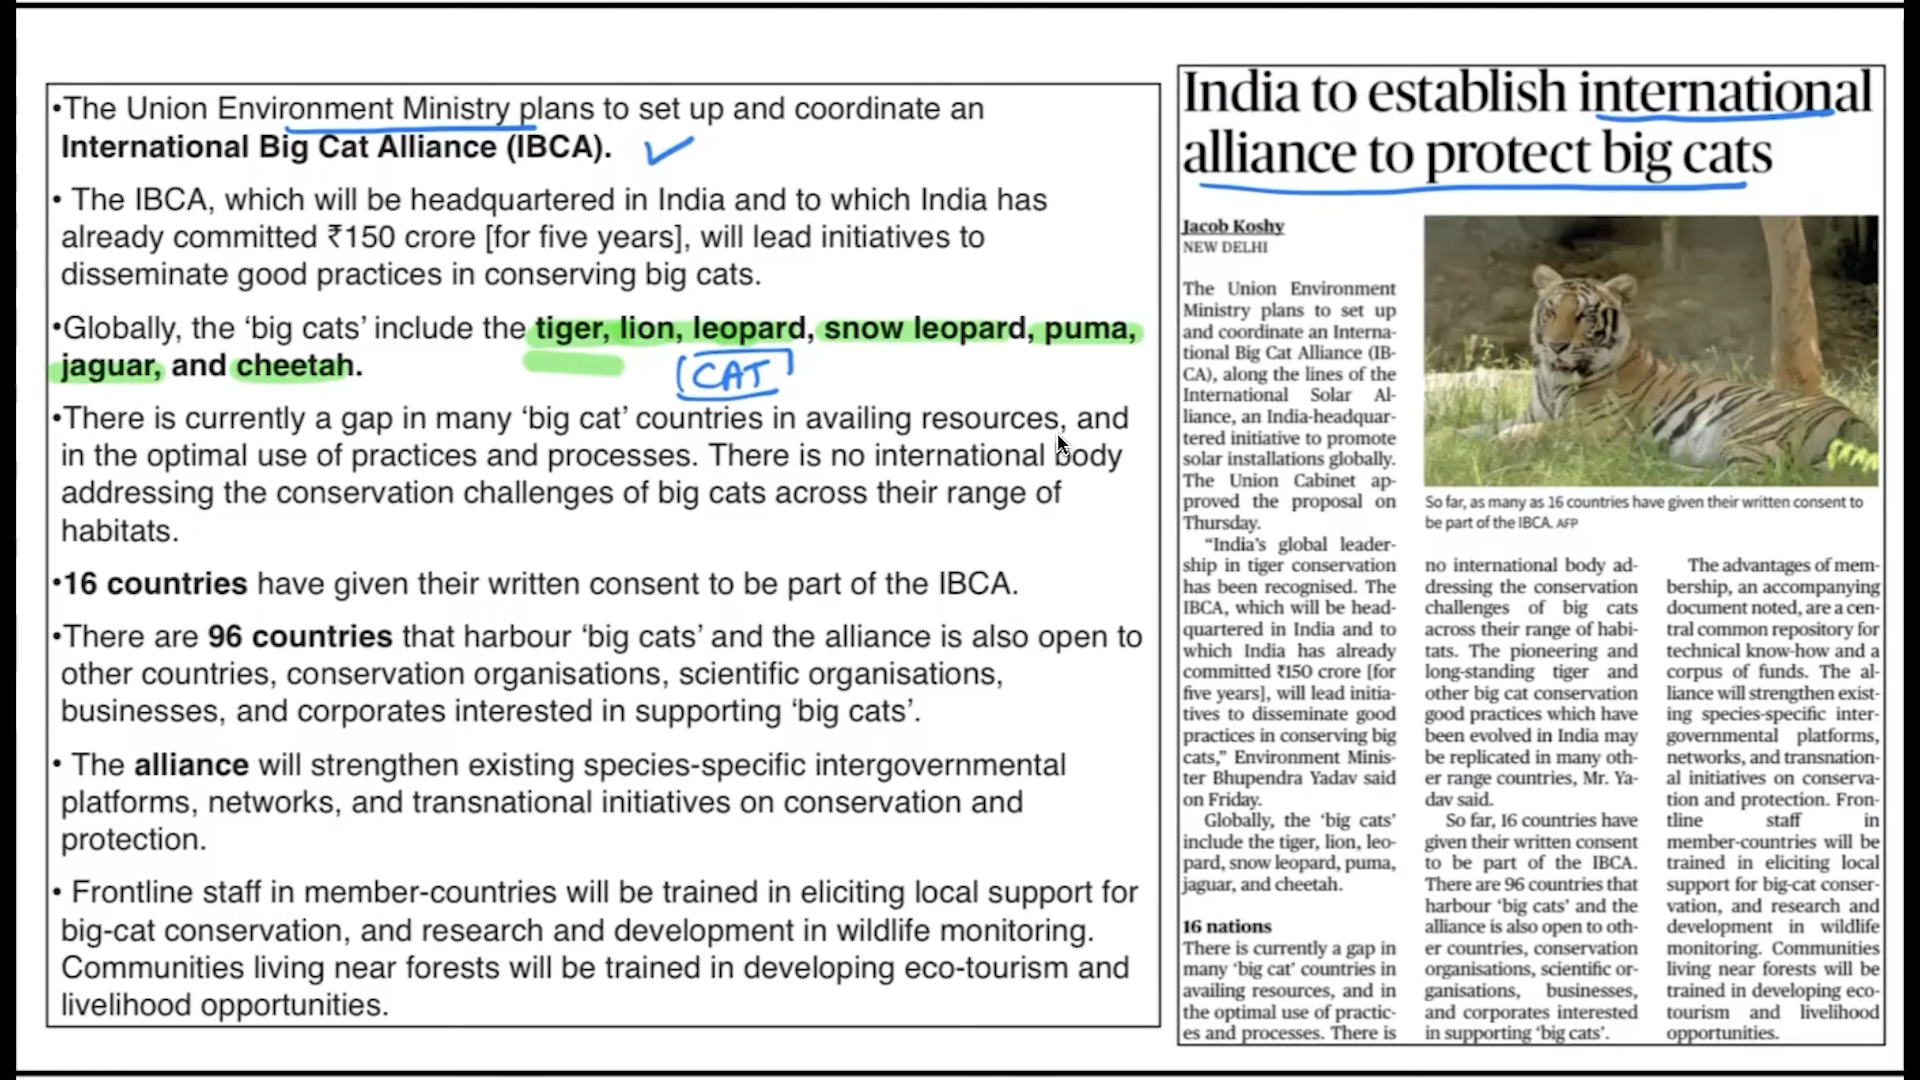 •The Union Environment Ministry plans to set up and coordinate an
International Big Cat Alliance (IBCA).
• The IBCA, which will be headquartered in India and to which India has
already committed ₹150 crore [for five years], will lead initiatives to
disseminate good practices in conserving big cats.
•Globally, the ‘big cats’ include the tiger, lion, leopard, snow leopard, puma,
jaguar, and cheetah.
CAT
•There is currently a gap in many ‘big cat’ countries in availing resources, and
in the optimal use of practices and processes. There is no international body
addressing the conservation challenges of big cats across their range of
habitats.
•16 countries have given their written consent to be part of the IBCA.
•There are 96 countries that harbour ‘big cats’ and the alliance is also open to
other countries, conservation organisations, scientific organisations,
businesses, and corporates interested in supporting ‘big cats’.
• The alliance will strengthen existing species-specific intergovernmental
platforms, networks, and transnational initiatives on conservation and
protection.
• Frontline staff in member-countries will be trained in eliciting local support for
big-cat conservation, and research and development in wildlife monitoring.
Communities living near forests will be trained in developing eco-tourism and
livelihood opportunities.
India to establish international
alliance to protect big cats
Jacob Koshy
NEW DELHI
The Union Environment
Ministry plans to set up
and coordinate an Interna-
tional Big Cat Alliance (IB-
CA), along the lines of the
International Solar Al-
liance, an India-headquar-
tered initiative to promote
solar installations globally.
The Union Cabinet ap-
proved the proposal on
Thursday.
“India’s global leader-
ship in tiger conservation
has been recognised. The
IBCA, which will be head-
quartered in India and to
which India has already
committed ₹150 crore [for
five years], will lead initia-
tives to disseminate good
practices in conserving big
cats,” Environment Minis-
ter Bhupendra Yadav said
on Friday.
Globally, the ‘big cats’
include the tiger, lion, leo-
pard, snow leopard, puma,
jaguar, and cheetah.
16 nations
There is currently a gap in
many ‘big cat’ countries in
availing resources, and in
the optimal use of practic-
es and processes. There is
So far, as many as 16 countries have given their written consent to
be part of the IBCA. AFP
no international body ad-
dressing the conservation
challenges of big cats
across their range of habi-
tats. The pioneering and
long-standing tiger and
other big cat conservation
good practices which have
been evolved in India may
be replicated in many oth-
er range countries, Mr. Ya-
dav said.
So far, 16 countries have
given their written consent
to be part of the IBCA.
There are 96 countries that
harbour ‘big cats’ and the
alliance is also open to oth-
er countries, conservation
organisations, scientific or-
ganisations, businesses,
and corporates interested
in supporting ‘big cats’.
The advantages of mem-
bership, an accompanying
document noted, are a cen-
tral common repository for
technical know-how and a
corpus of funds. The al-
liance will strengthen exist-
ing species-specific inter-
governmental platforms,
networks, and transnation-
al initiatives on conserva-
tion and protection. Fron-
tline staff in
member-countries will be
trained in eliciting local
support for big-cat conser-
vation, and research and
development in wildlife
monitoring. Communities
living near forests will be
trained in developing eco-
tourism and livelihood
opportunities.